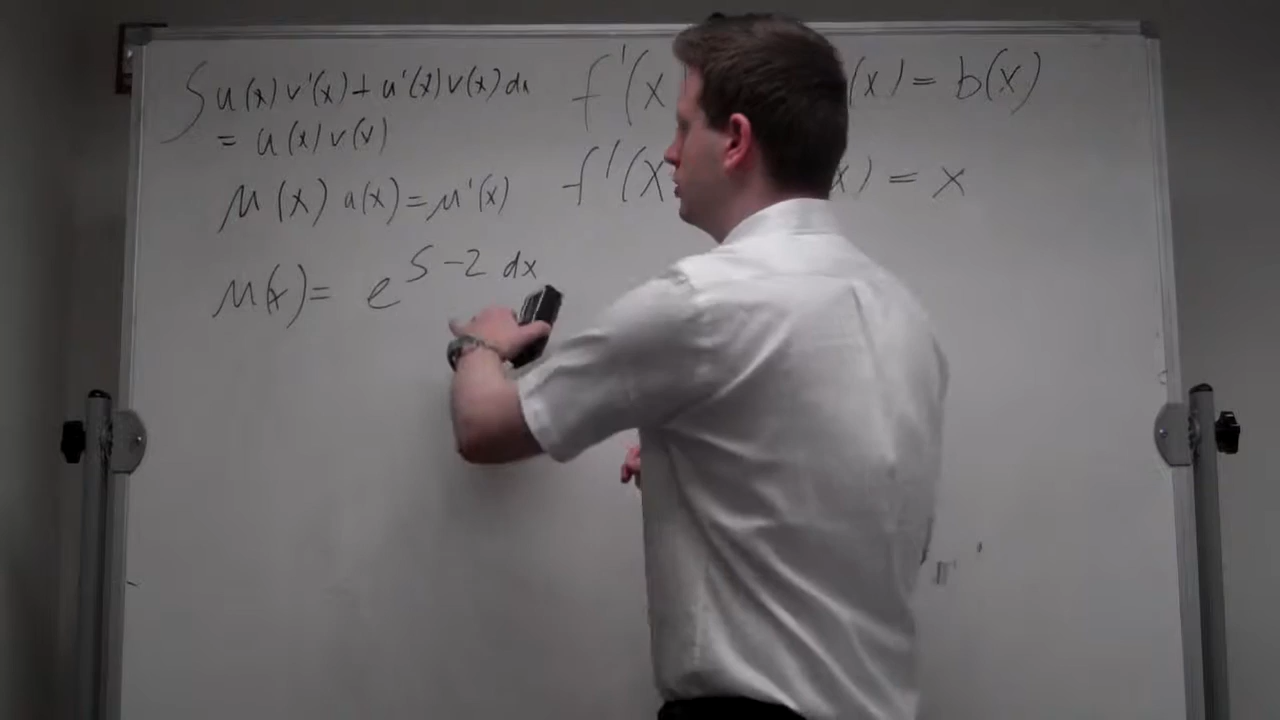 ∫u(x)v'(x)+u'(x)v(x)dx
= u(x)v(x)
μ(x) a(x)=μ'(x)
μ(x)= e^∫-2 dx
f'(x (x)=b(x)
f'(x x)=x